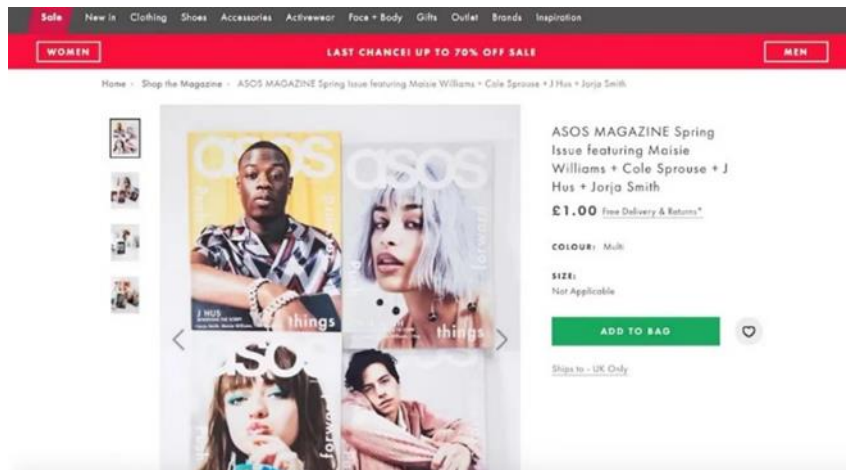 Sale New in Clothing Shoes Accessories Activewear Face + Body Gifts Outlet Brands Inspiration
WOMEN
LAST CHANCE! UP TO 70% OFF SALE
MEN
Home › Shop the Magazine › ASOS MAGAZINE Spring Issue featuring Maisie Williams + Cole Sprouse + J Hus + Jorja Smith
ASOS MAGAZINE Spring
Issue featuring Maisie
Williams + Cole Sprouse + J
Hus + Jorja Smith
£1.00 Free Delivery & Returns*
COLOUR: Multi
SIZE:
Not Applicable
ADD TO BAG
Ships to - UK Only
asos
forward
J HUS
things
asos
forward
things
asos
forward